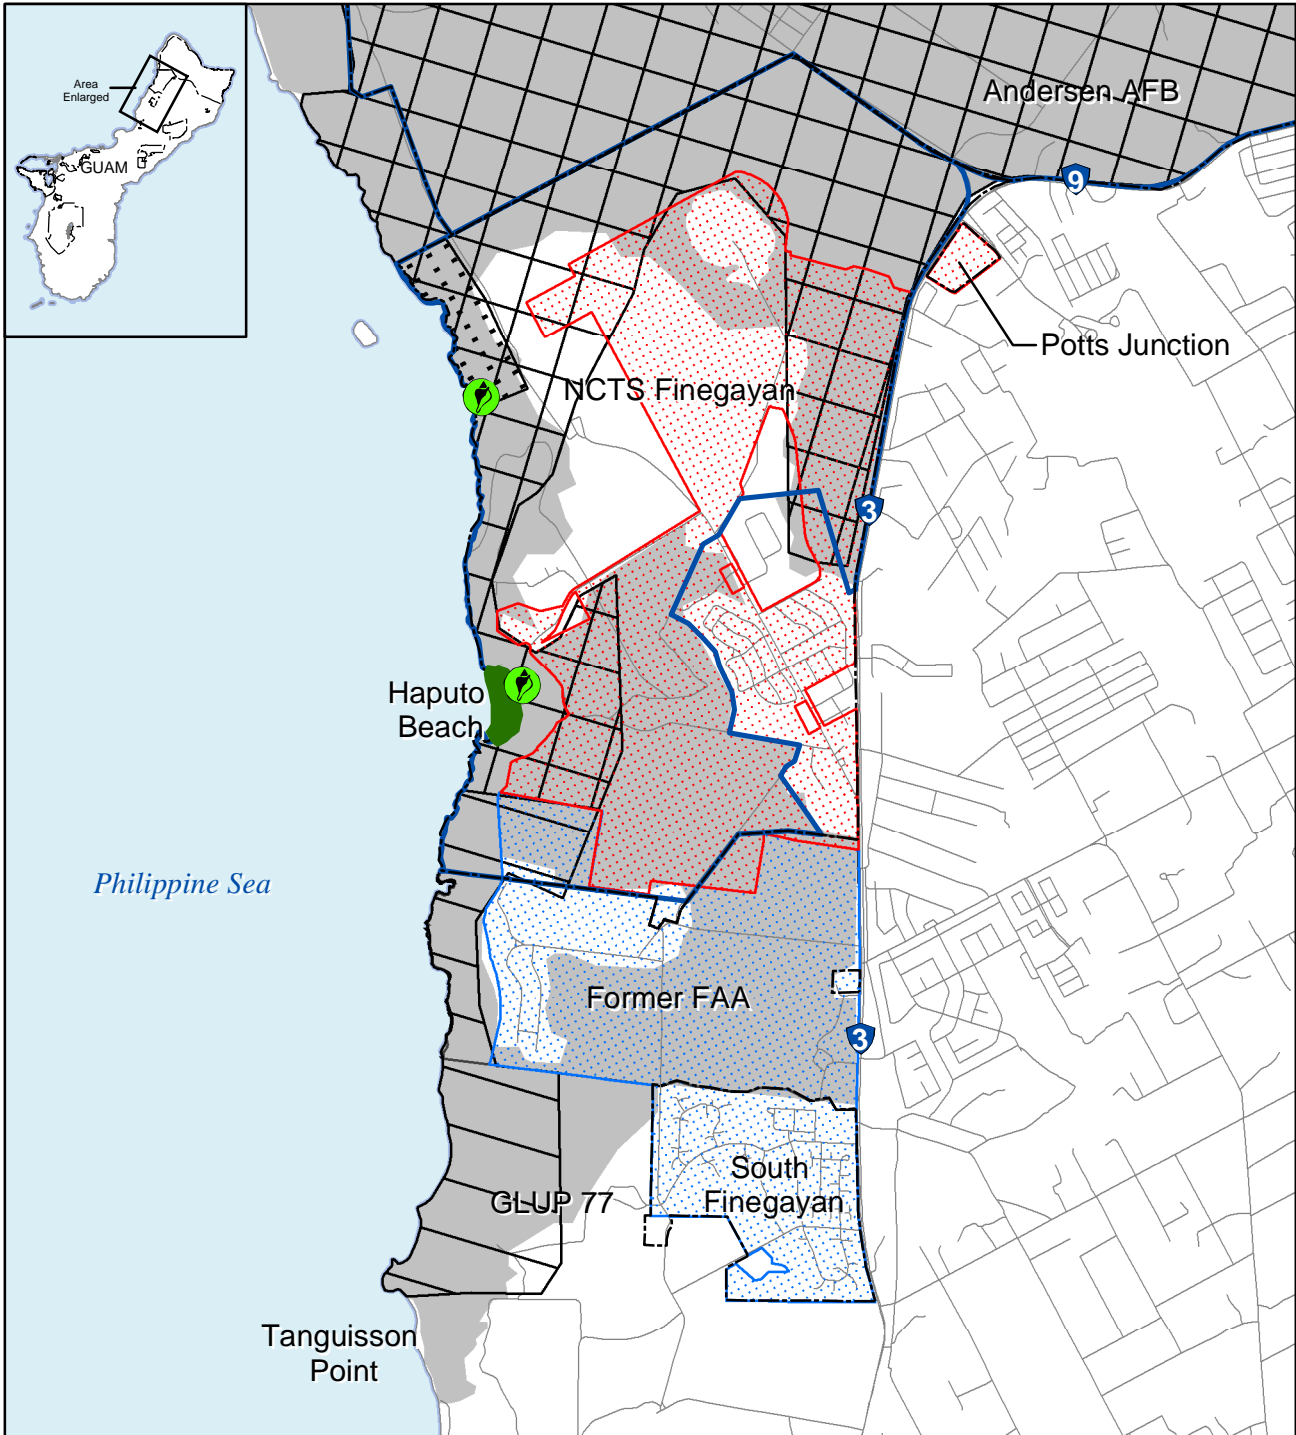 Area
Enlarged
GUAM
Andersen AFB
9
Potts Junction
NCTS Finegayan
3
Haputo
Beach
Philippine Sea
Former FAA
3
South
Finegayan
GLUP 77
Tanguisson
Point